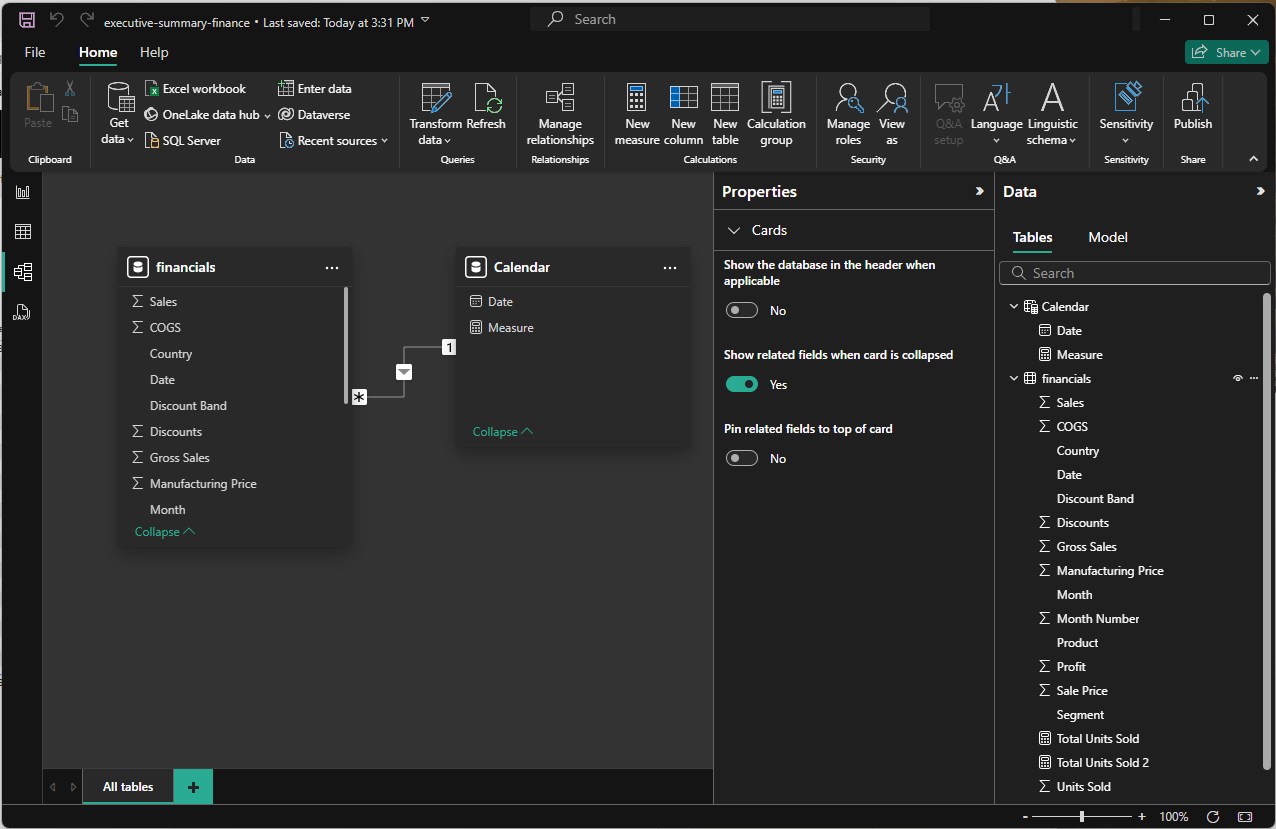 executive-summary-finance • Last saved: Today at 3:31 PM
Search
File
Home
Help
Share
Paste
Clipboard
Get data
Excel workbook
OneLake data hub
SQL Server
Enter data
Dataverse
Recent sources
Data
Transform data
Refresh
Queries
Manage relationships
Relationships
New measure
New column
New table
Calculation group
Calculations
Manage roles
View as
Security
Q&A setup
Language
Linguistic schema
Q&A
Sensitivity
Sensitivity
Publish
Share
DAX
financials
Sales
COGS
Country
Date
Discount Band
Discounts
Gross Sales
Manufacturing Price
Month
Collapse
*
1
Calendar
Date
Measure
Collapse
All tables
+
Properties
Cards
Show the database in the header when
applicable
No
Show related fields when card is collapsed
Yes
Pin related fields to top of card
No
Data
Tables
Model
Search
Calendar
Date
Measure
financials
Sales
COGS
Country
Date
Discount Band
Discounts
Gross Sales
Manufacturing Price
Month
Month Number
Product
Profit
Sale Price
Segment
Total Units Sold
Total Units Sold 2
Units Sold
- + 100%